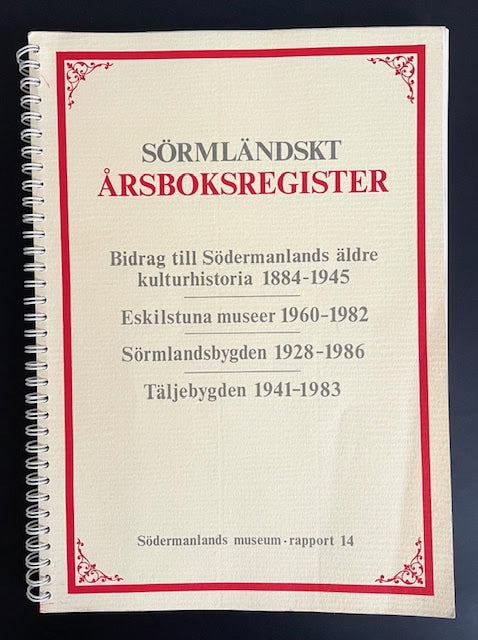 SÖRMLÄNDSKT
ÅRSBOKSREGISTER
Bidrag till Södermanlands äldre
kulturhistoria 1884-1945
Eskilstuna museer 1960-1982
Sörmlandsbygden 1928-1986
Täljebygden 1941-1983
Södermanlands museum · rapport 14